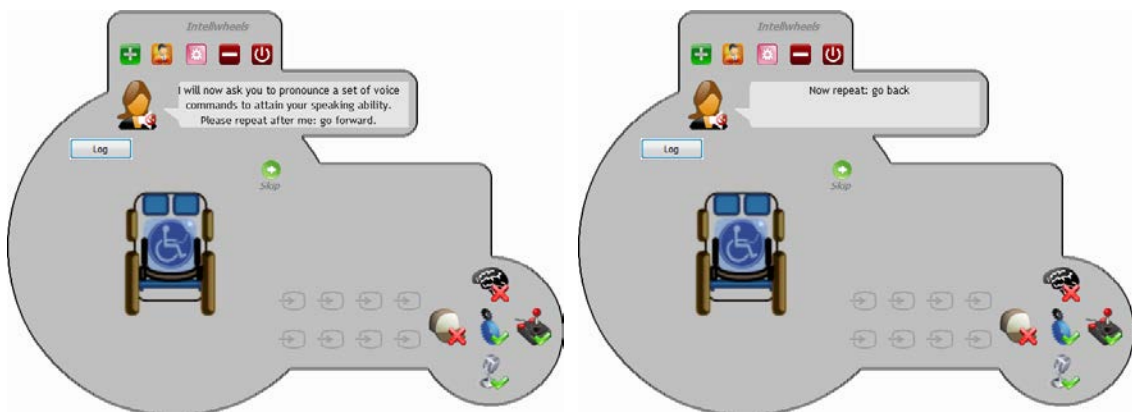 Intellwheels
I will now ask you to pronounce a set of voice
commands to attain your speaking ability.
Please repeat after me: go forward.
Log
Skip
Intellwheels
Now repeat: go back
Log
Skip